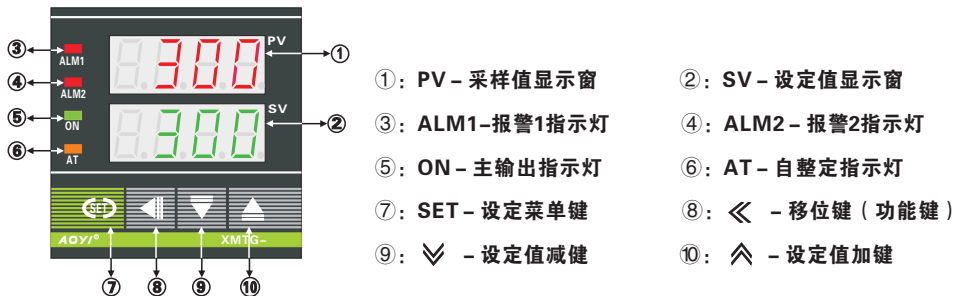 ③
ALM1
④
ALM2
⑤
ON
⑥
AT
300
PV
①
300
SV
②
SET
AOYI®
XMTG–
⑦
⑧
⑨
⑩
①：PV – 采样值显示窗
②：SV – 设定值显示窗
③：ALM1–报警1指示灯
④：ALM2 – 报警2指示灯
⑤：ON – 主输出指示灯
⑥：AT – 自整定指示灯
⑦：SET – 设定菜单键
⑧：≪ – 移位键（功能键）
⑨：– 设定值减健
⑩：– 设定值加键